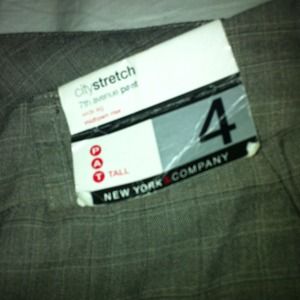 citystretch
7th avenue pant
4
P
A
T
TALL
NEW YORK & COMPANY